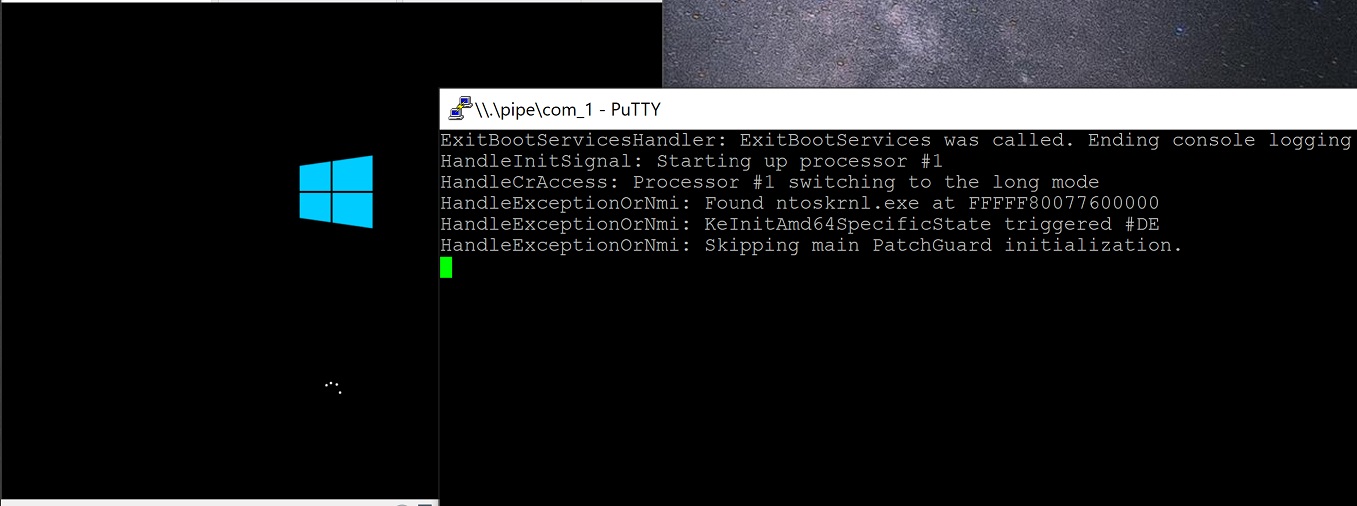 \\.\pipe\com_1 - PuTTY
ExitBootServicesHandler: ExitBootServices was called. Ending console logging
HandleInitSignal: Starting up processor #1
HandleCrAccess: Processor #1 switching to the long mode
HandleExceptionOrNmi: Found ntoskrnl.exe at FFFFF80077600000
HandleExceptionOrNmi: KeInitAmd64SpecificState triggered #DE
HandleExceptionOrNmi: Skipping main PatchGuard initialization.